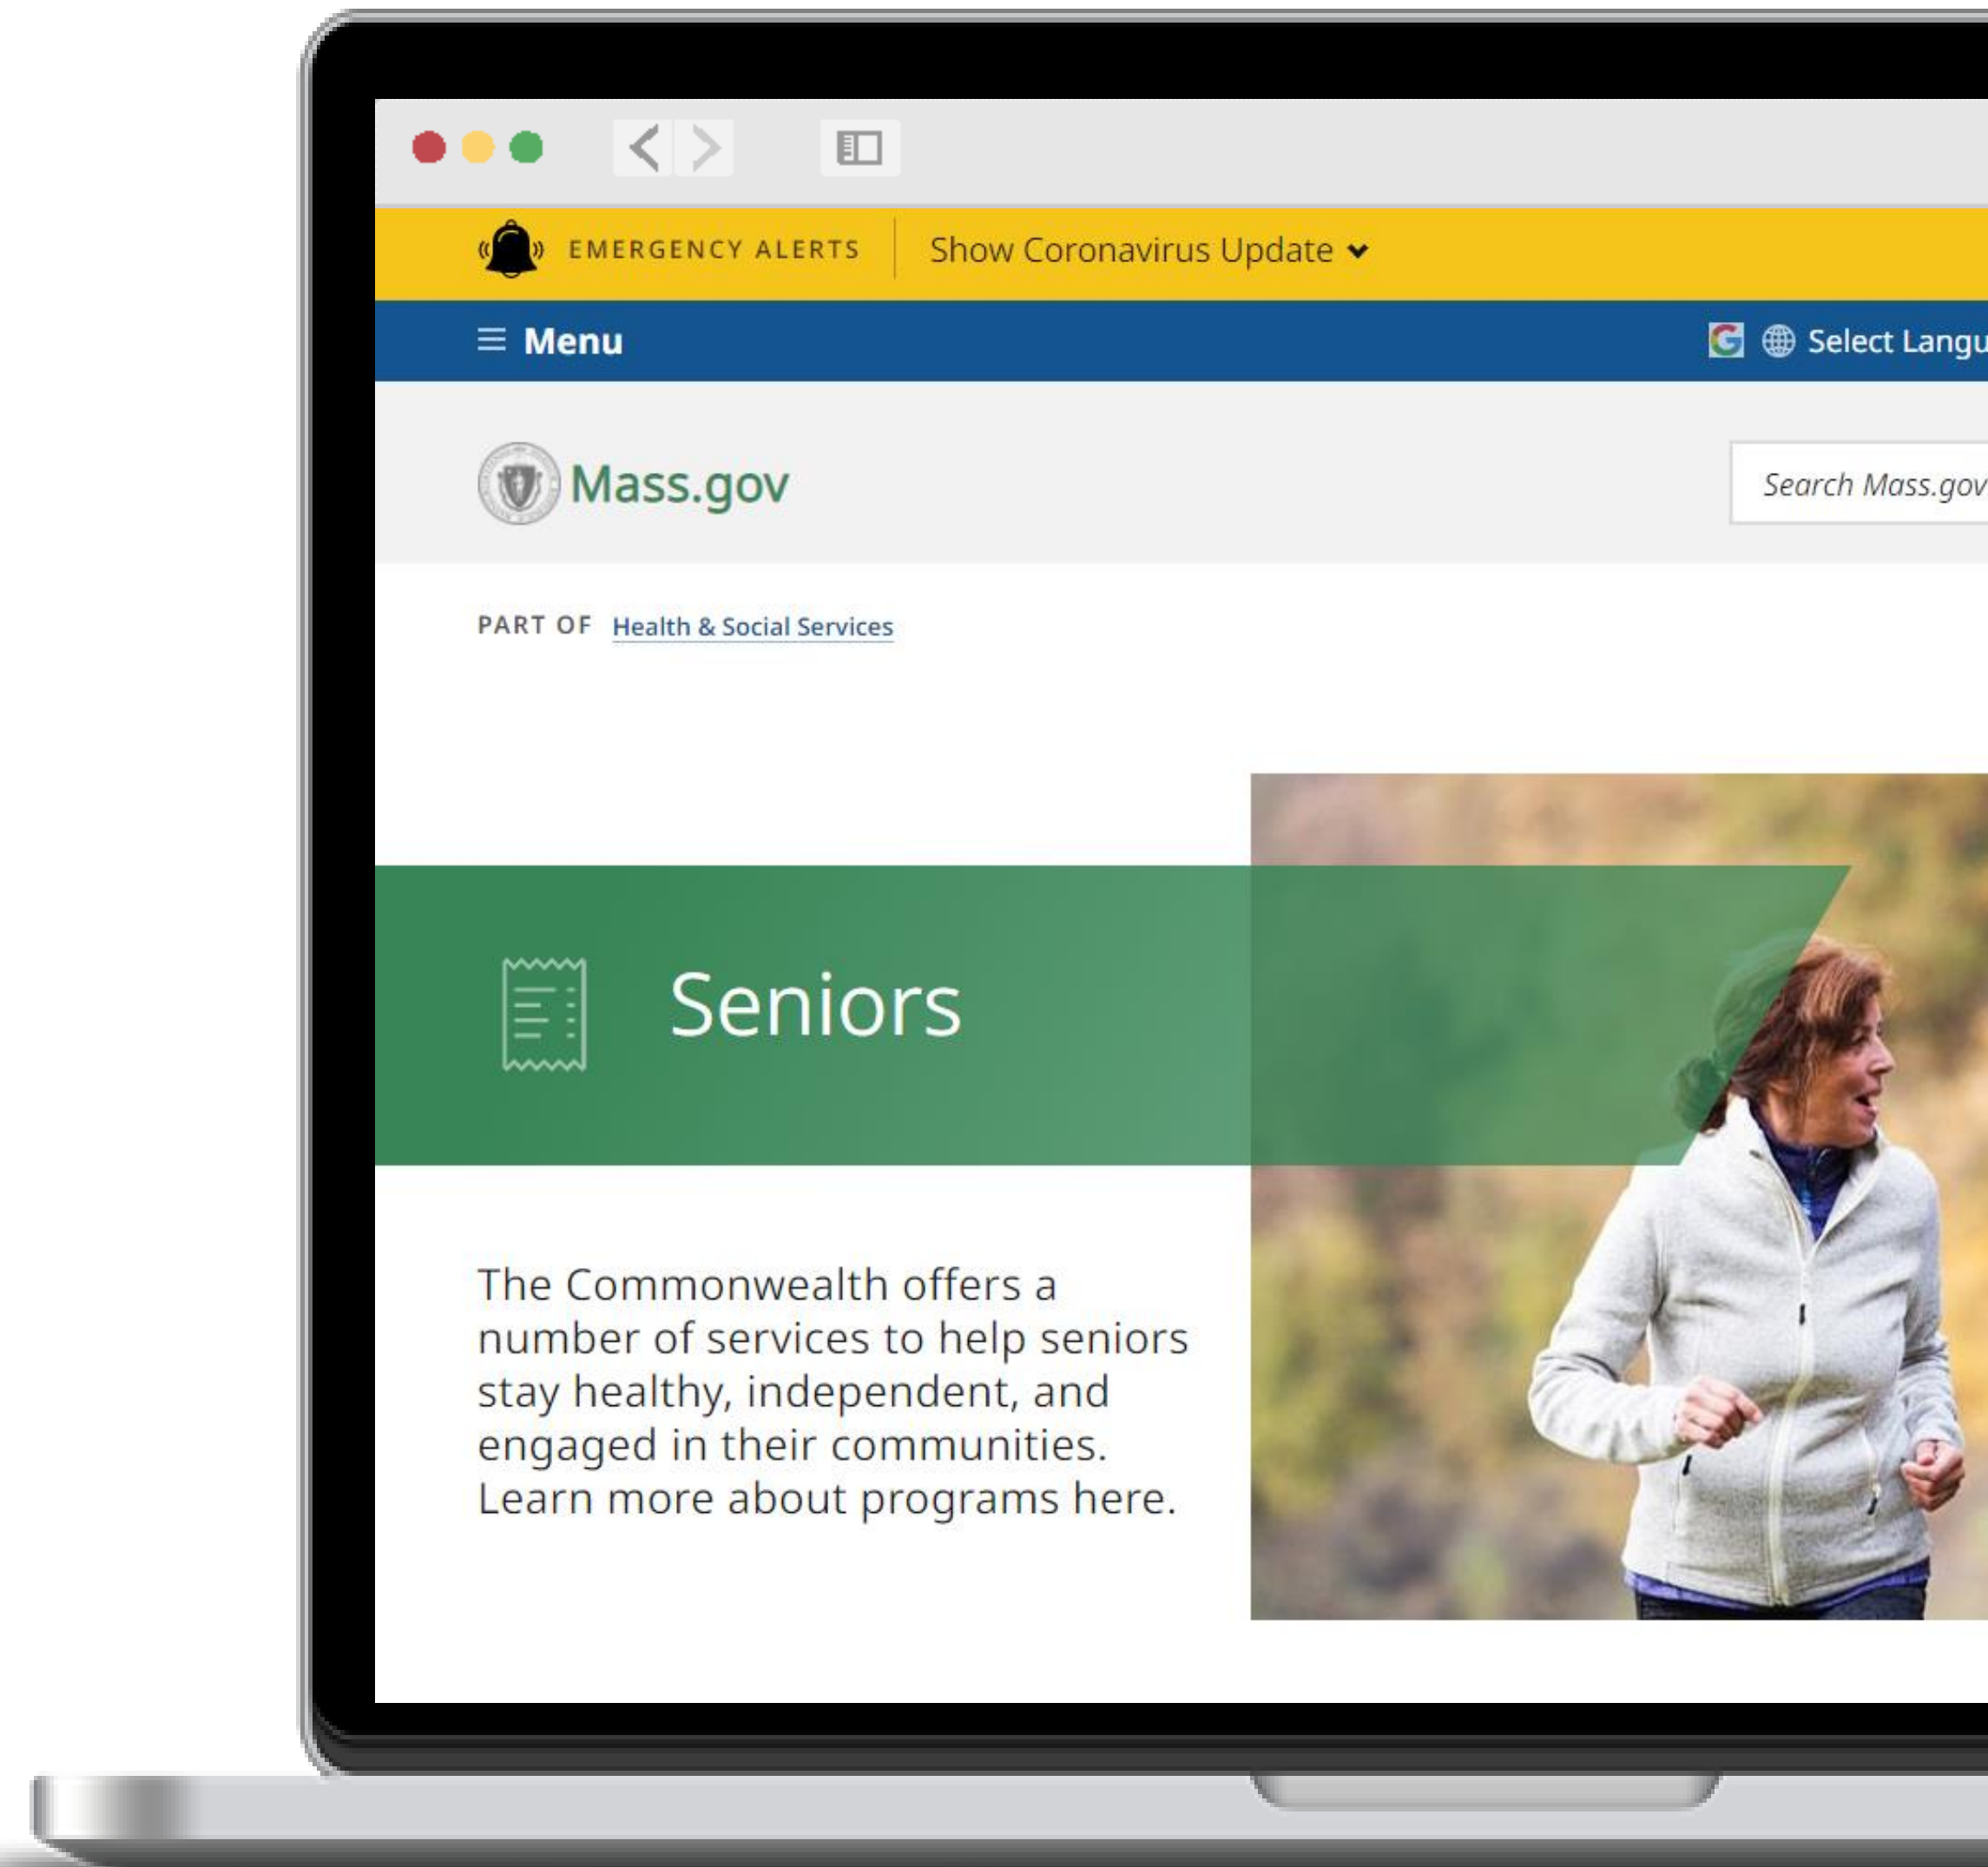 EMERGENCY ALERTS
Show Coronavirus Update
Menu
Select Langu
Mass.gov
Search Mass.gov
PART OF Health & Social Services
Seniors
The Commonwealth offers a
number of services to help seniors
stay healthy, independent, and
engaged in their communities.
Learn more about programs here.